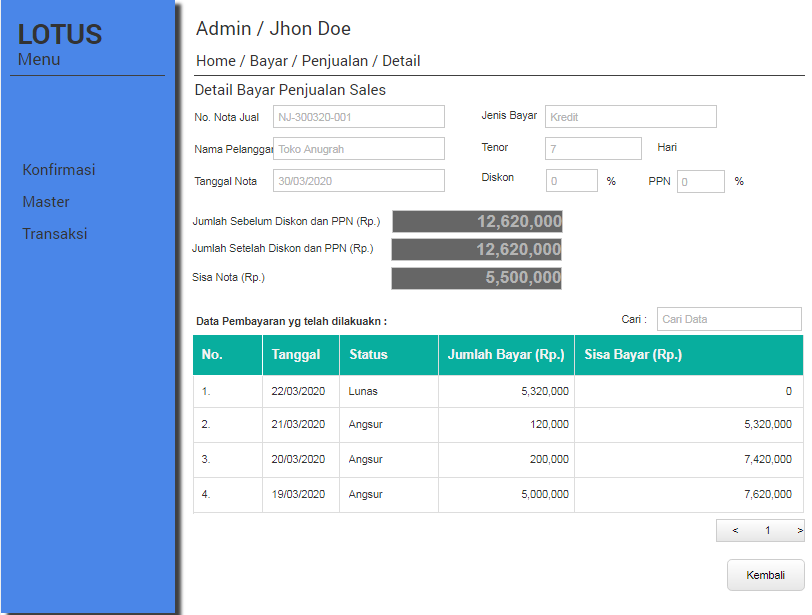 LOTUS
Menu
Konfirmasi
Master
Transaksi
Admin / Jhon Doe
Home / Bayar / Penjualan / Detail
Detail Bayar Penjualan Sales
No. Nota Jual NJ-300320-001 Jenis Bayar Kredit
Nama Pelanggan Toko Anugrah Tenor 7 Hari
Tanggal Nota 30/03/2020 Diskon 0 % PPN 0 %
Jumlah Sebelum Diskon dan PPN (Rp.) 12,620,000
Jumlah Setelah Diskon dan PPN (Rp.) 12,620,000
Sisa Nota (Rp.) 5,500,000
Data Pembayaran yg telah dilakuakn : Cari : Cari Data
No. Tanggal Status Jumlah Bayar (Rp.) Sisa Bayar (Rp.)
1. 22/03/2020 Lunas 5,320,000 0
2. 21/03/2020 Angsur 120,000 5,320,000
3. 20/03/2020 Angsur 200,000 7,420,000
4. 19/03/2020 Angsur 5,000,000 7,620,000
< 1 >
Kembali